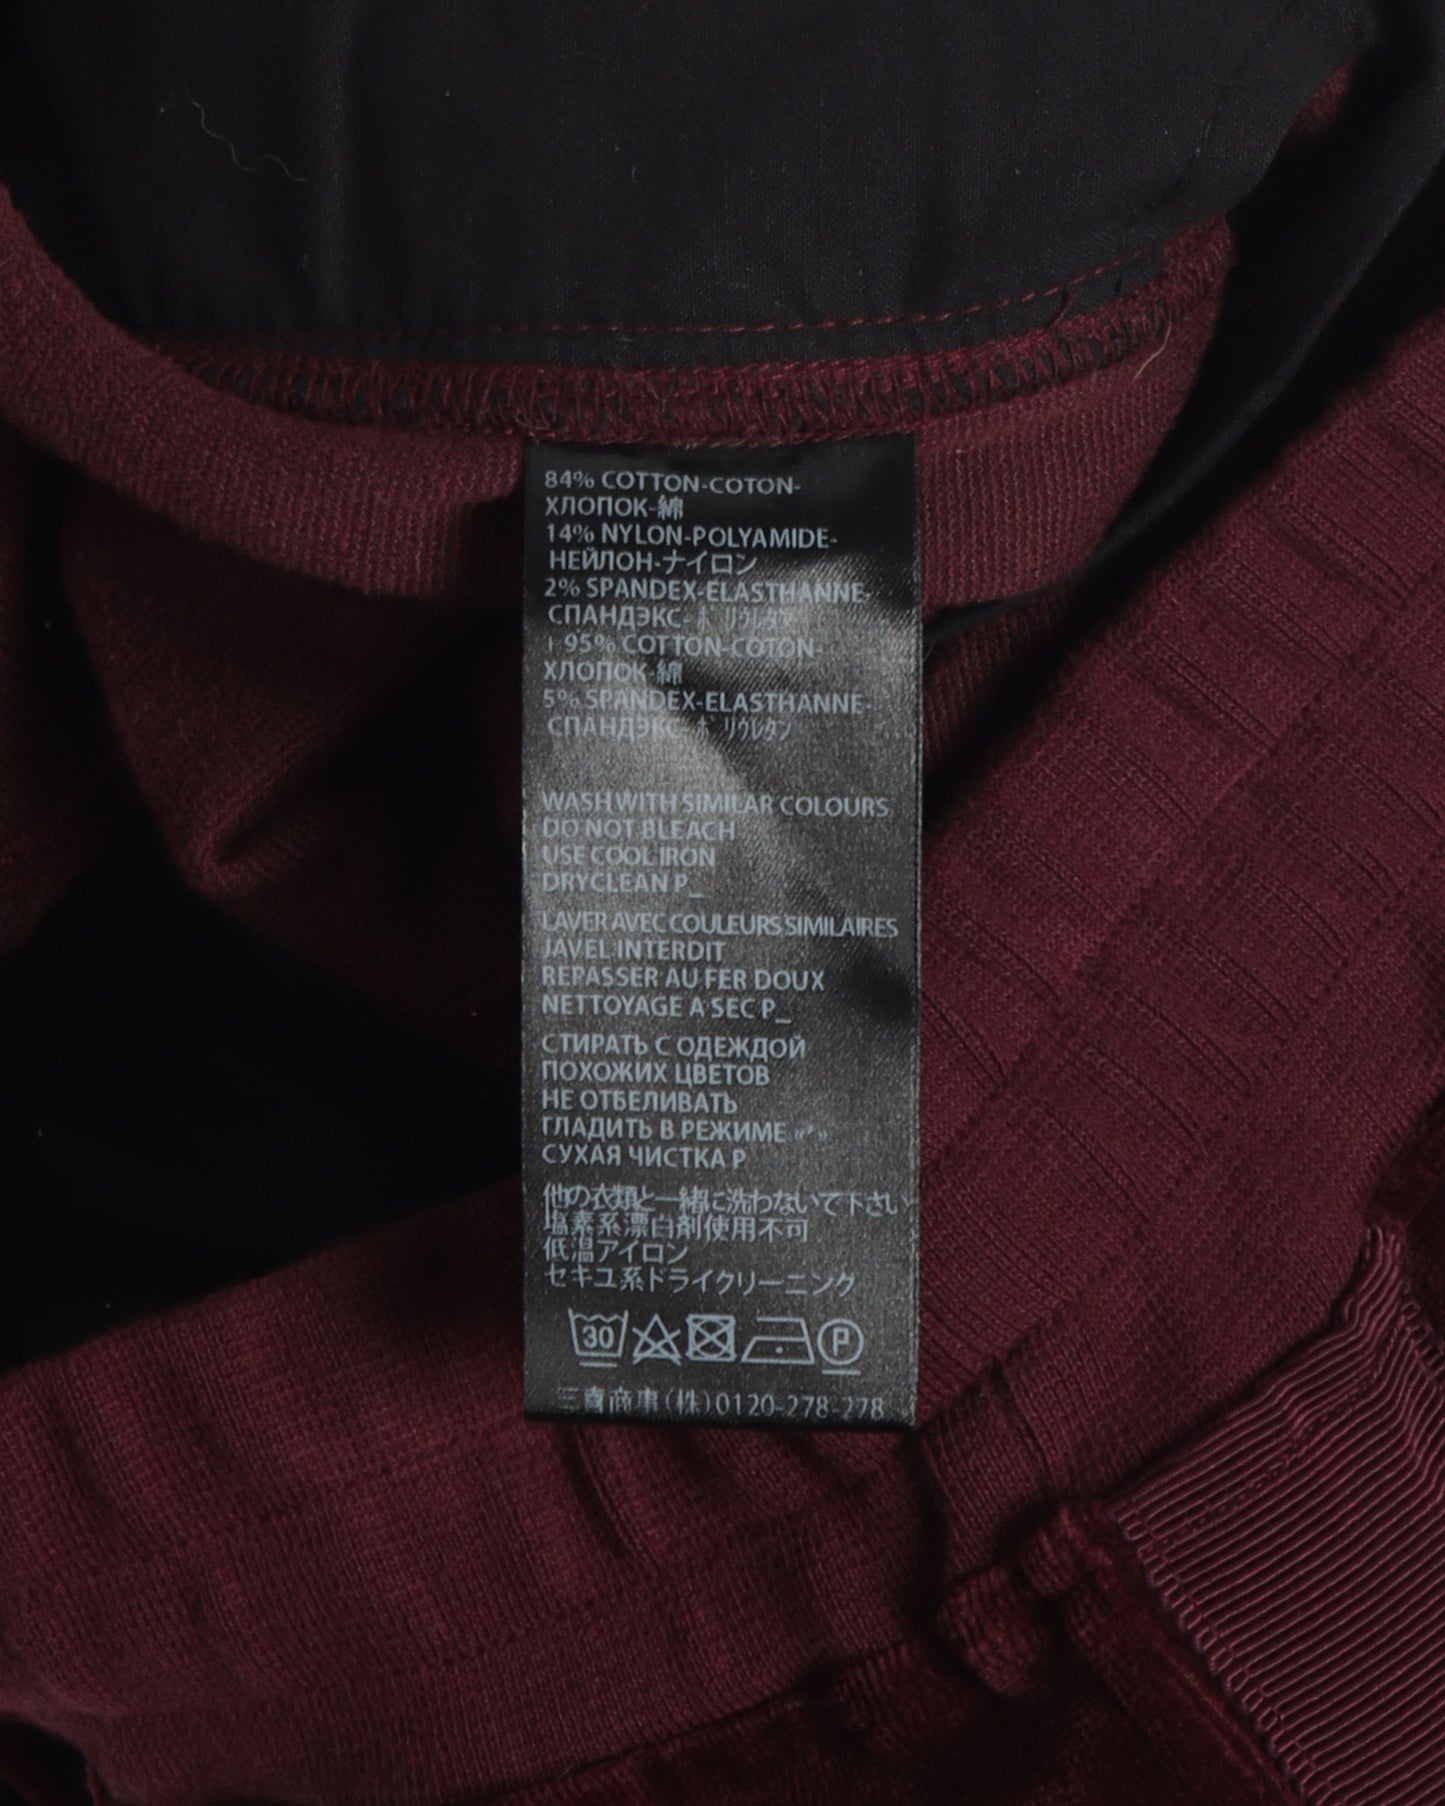 84% COTTON-COTON-
ХЛОПОК-綿
14% NYLON-POLYAMIDE-
НЕЙЛОН-ナイロン
2% SPANDEX-ELASTHANNE-
СПАНДЭКС-ポリウレタン
+ 95% COTTON-COTON-
ХЛОПОК-綿
5% SPANDEX-ELASTHANNE-
СПАНДЭКС-ポリウレタン
WASH WITH SIMILAR COLOURS
DO NOT BLEACH
USE COOL IRON
DRYCLEAN P_
LAVER AVEC COULEURS SIMILAIRES
JAVEL INTERDIT
REPASSER AU FER DOUX
NETTOYAGE A SEC P_
СТИРАТЬ С ОДЕЖДОЙ
ПОХОЖИХ ЦВЕТОВ
НЕ ОТБЕЛИВАТЬ
ГЛАДИТЬ В РЕЖИМЕ «•»
СУХАЯ ЧИСТКА P
他の衣類と一緒に洗わないで下さい
塩素系漂白剤使用不可
低温アイロン
セキユ系ドライクリーニング
30 P
三喜商事(株)0120-278-278